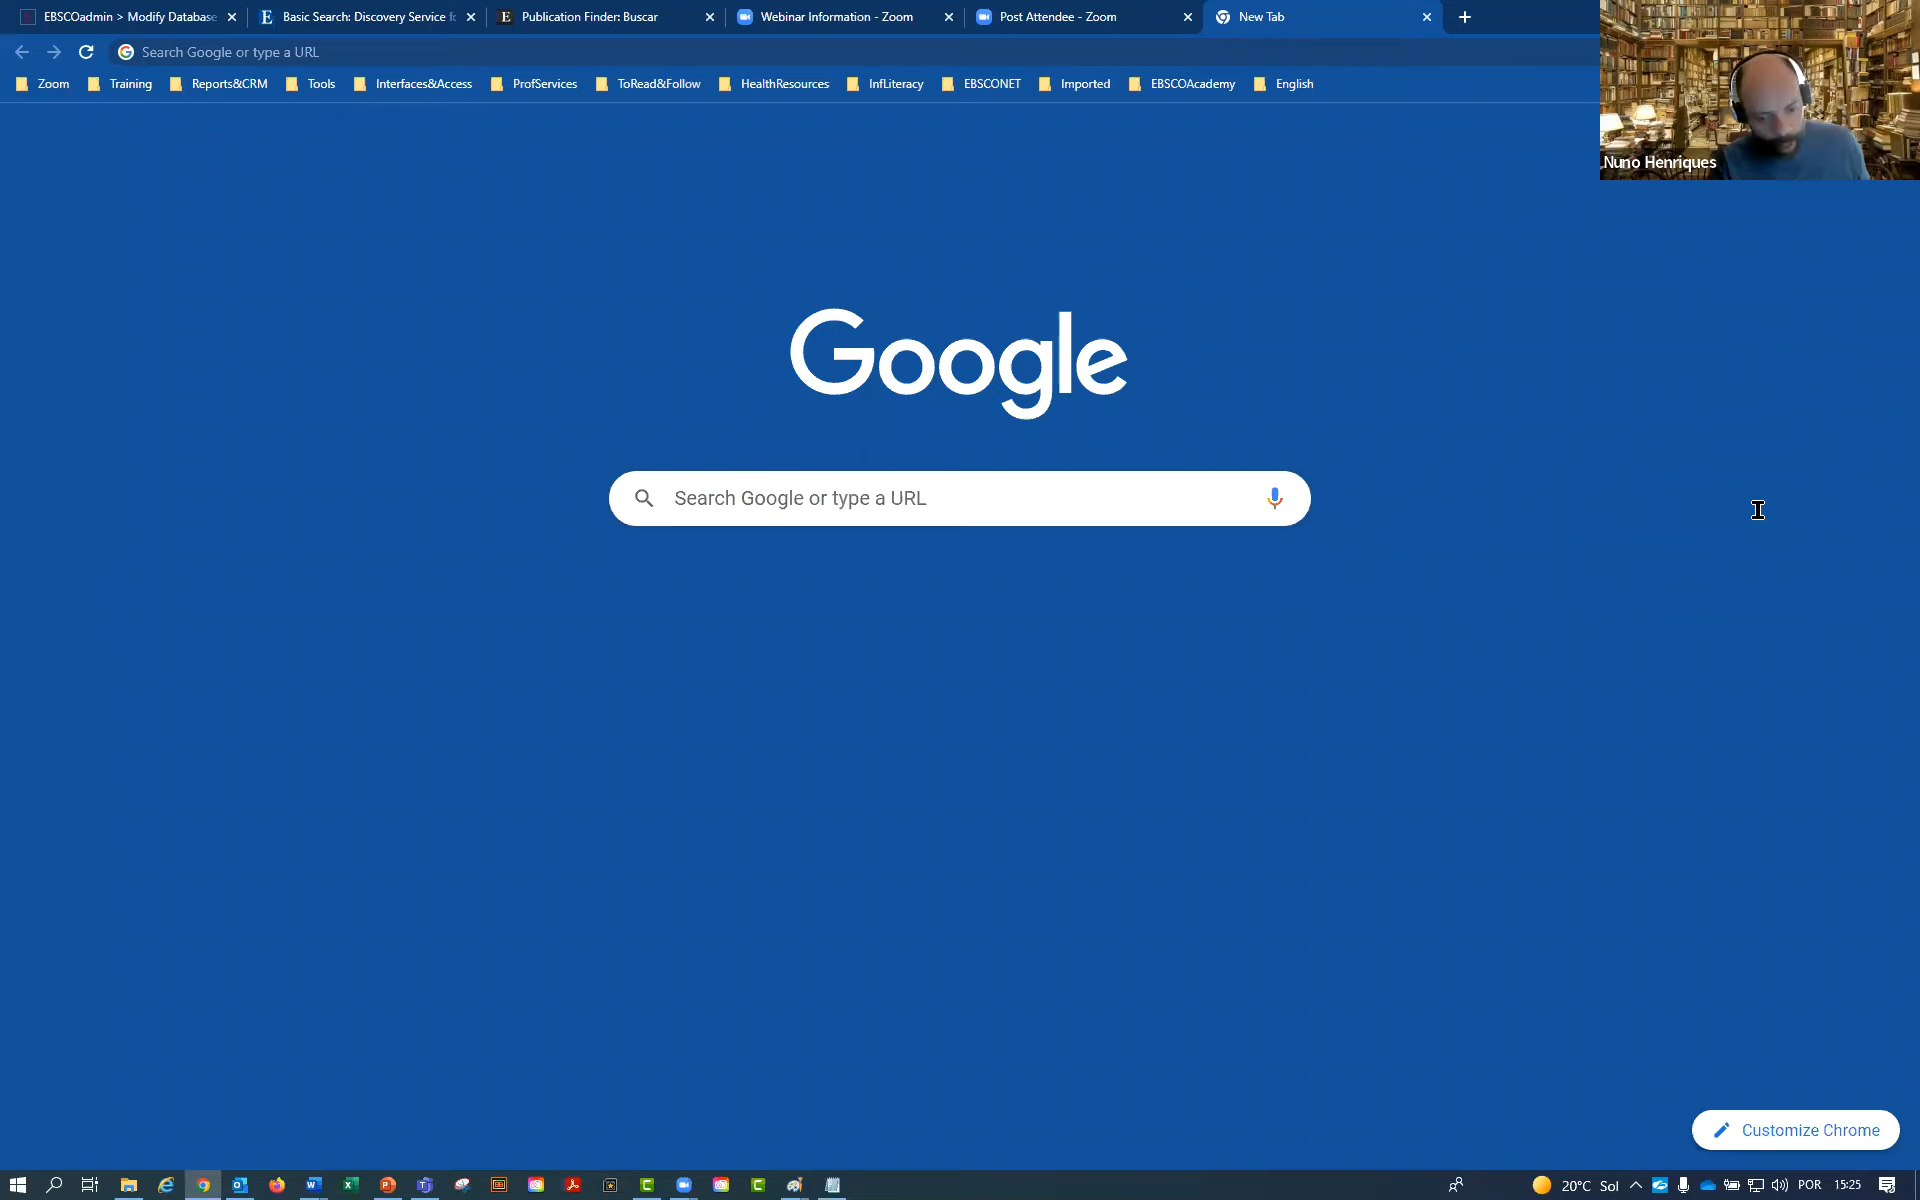 EBSCOadmin > Modify Database
Basic Search: Discovery Service fo
Publication Finder: Buscar
Webinar Information - Zoom
Post Attendee - Zoom
New Tab
Search Google or type a URL
Zoom
Training
Reports&CRM
Tools
Interfaces&Access
ProfServices
ToRead&Follow
HealthResources
InfLiteracy
EBSCONET
Imported
EBSCOAcademy
English
Nuno Henriques
Google
Search Google or type a URL
Customize Chrome
20°C Sol
POR
15:25